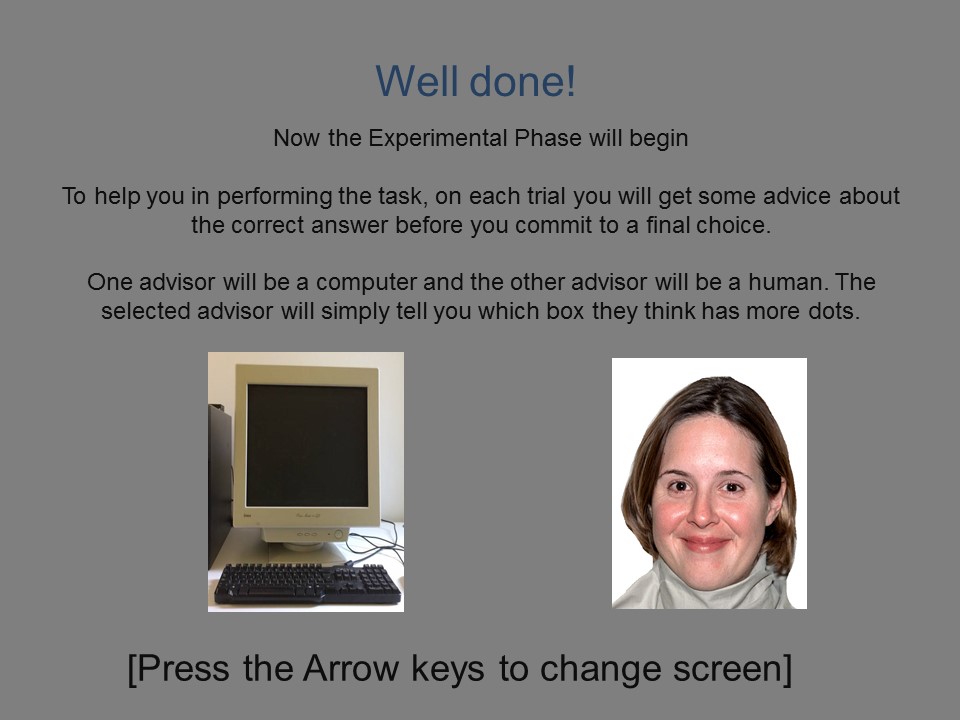 Well done!
Now the Experimental Phase will begin
To help you in performing the task, on each trial you will get some advice about
the correct answer before you commit to a final choice.
One advisor will be a computer and the other advisor will be a human. The
selected advisor will simply tell you which box they think has more dots.
[Press the Arrow keys to change screen]